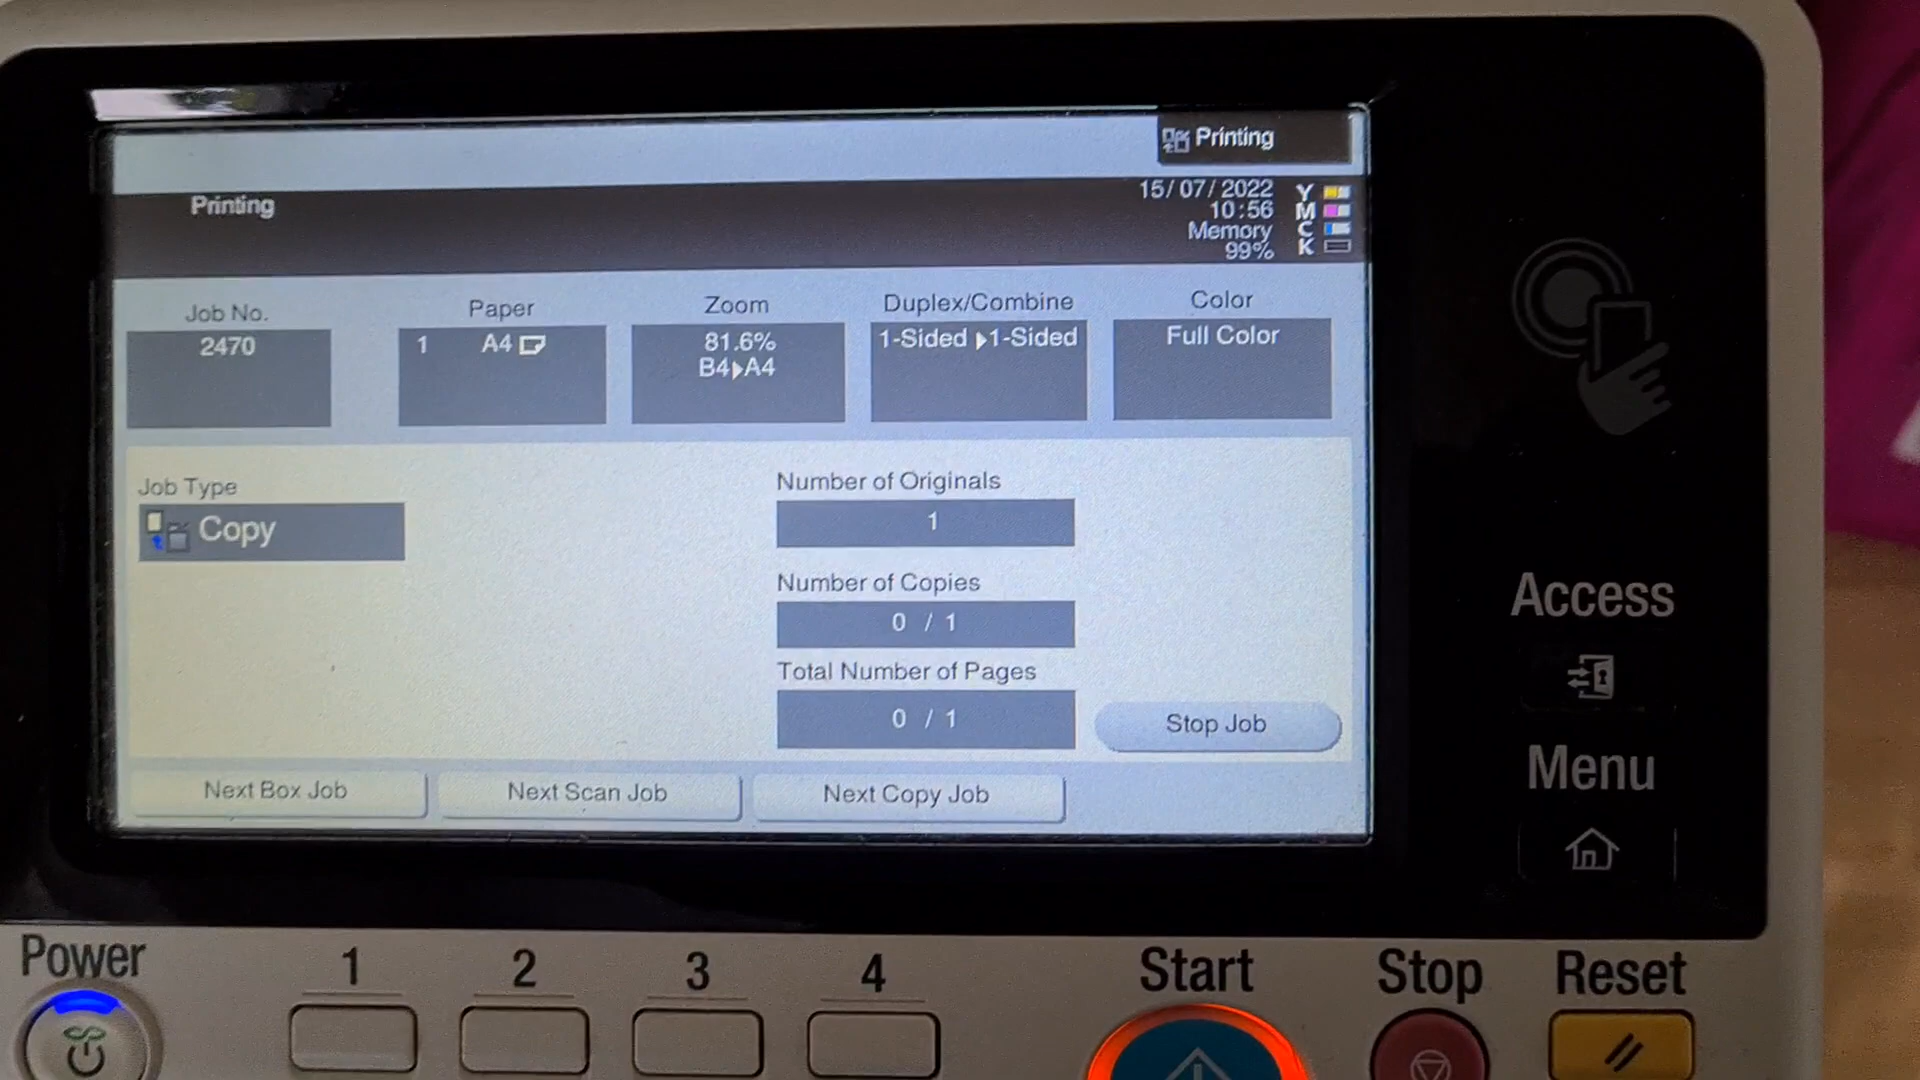 Printing
Printing
15/07/2022
10:56
Memory
99%
Y
M
C
K
Job No.
2470
Paper
1 A4
Zoom
81.6%
B4▶A4
Duplex/Combine
1-Sided ▶1-Sided
Color
Full Color
Job Type
Copy
Number of Originals
1
Number of Copies
0 / 1
Total Number of Pages
0 / 1
Stop Job
Next Box Job
Next Scan Job
Next Copy Job
Access
Menu
Power
1
2
3
4
Start
Stop
Reset